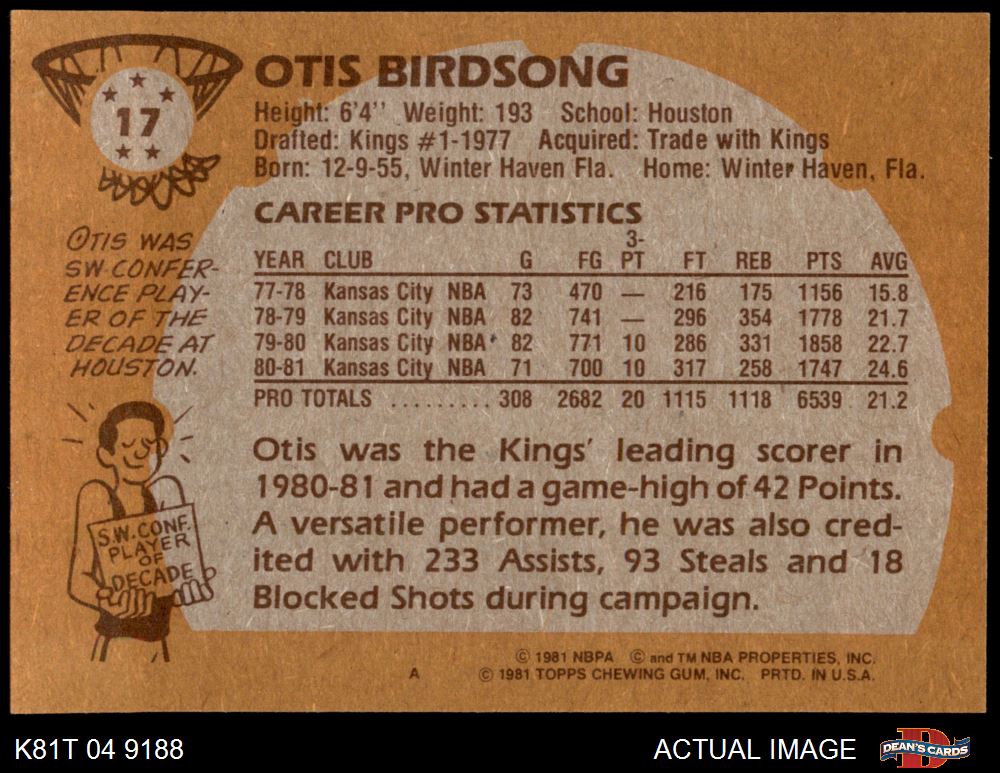 17
OTIS BIRDSONG
Height: 6'4'' Weight: 193 School: Houston
Drafted: Kings #1-1977 Acquired: Trade with Kings
Born: 12-9-55, Winter Haven Fla. Home: Winter Haven, Fla.
OTIS WAS
SW CONFER-
ENCE PLAY-
ER OF THE
DECADE AT
HOUSTON.
S.W. CONF.
PLAYER
OF
DECADE
CAREER PRO STATISTICS
YEAR CLUB G FG 3-PT FT REB PTS AVG
77-78 Kansas City NBA 73 470 — 216 175 1156 15.8
78-79 Kansas City NBA 82 741 — 296 354 1778 21.7
79-80 Kansas City NBA 82 771 10 286 331 1858 22.7
80-81 Kansas City NBA 71 700 10 317 258 1747 24.6
PRO TOTALS .......... 308 2682 20 1115 1118 6539 21.2
Otis was the Kings' leading scorer in
1980-81 and had a game-high of 42 Points.
A versatile performer, he was also cred-
ited with 233 Assists, 93 Steals and 18
Blocked Shots during campaign.
© 1981 NBPA © and TM NBA PROPERTIES, INC.
A © 1981 TOPPS CHEWING GUM, INC. PRTD. IN U.S.A.
K81T 04 9188 ACTUAL IMAGE
DEAN'S CARDS